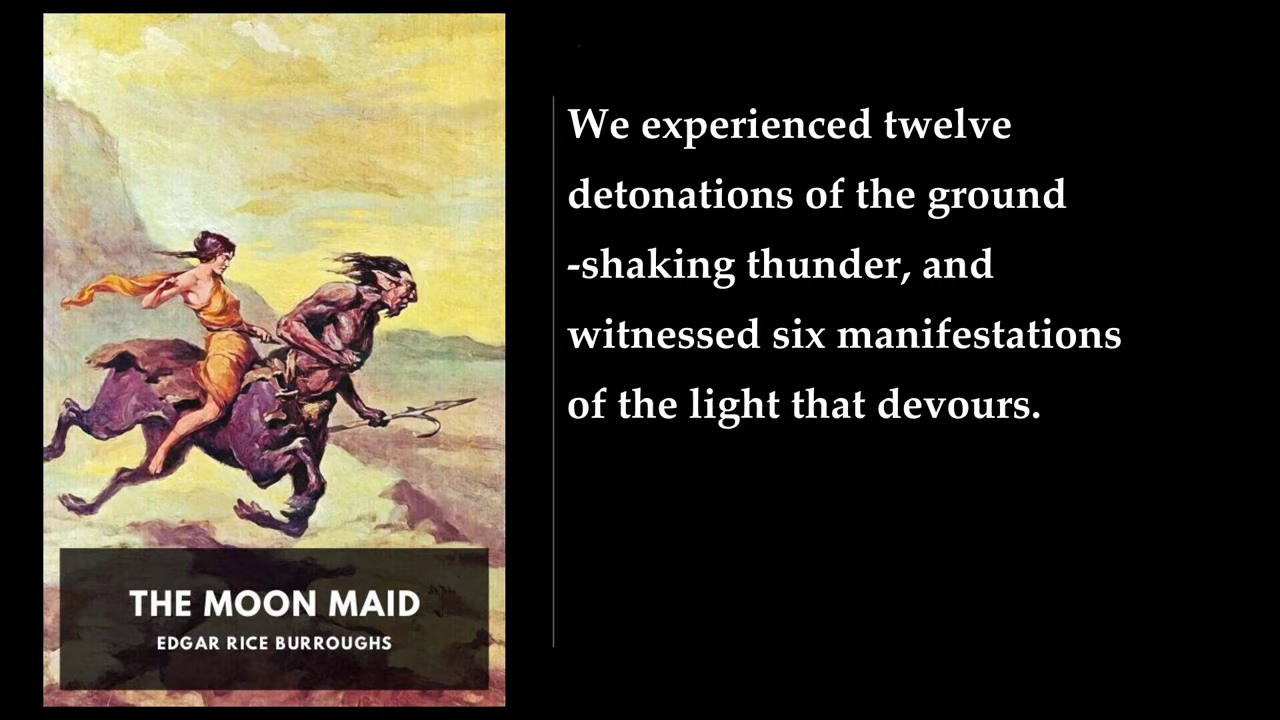 We experienced twelve
detonations of the ground
-shaking thunder, and
witnessed six manifestations
of the light that devours.
THE MOON MAID
EDGAR RICE BURROUGHS